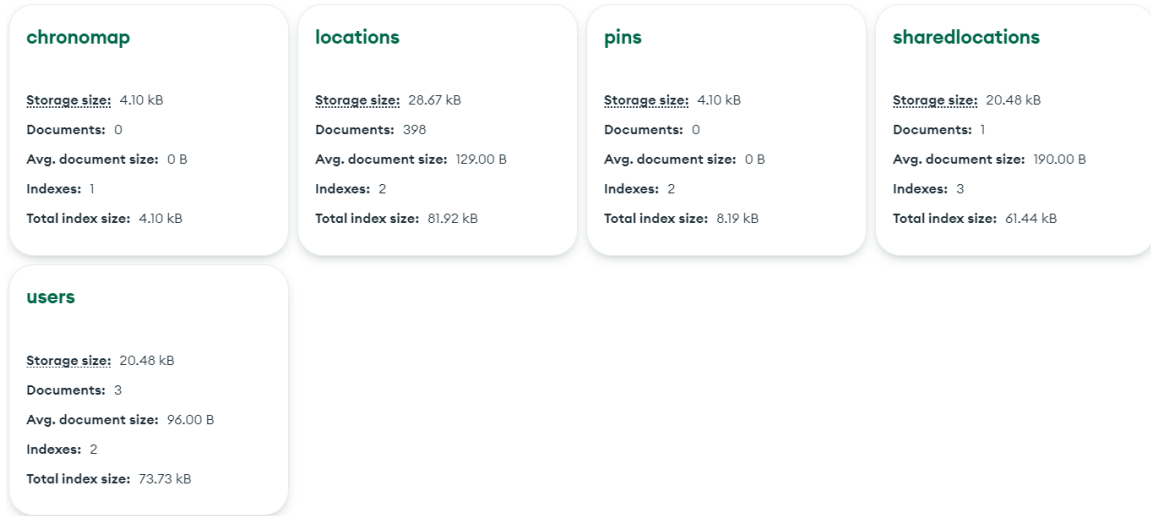 chronomap
Storage size: 4.10 kB
Documents: 0
Avg. document size: 0 B
Indexes: 1
Total index size: 4.10 kB
locations
Storage size: 28.67 kB
Documents: 398
Avg. document size: 129.00 B
Indexes: 2
Total index size: 81.92 kB
pins
Storage size: 4.10 kB
Documents: 0
Avg. document size: 0 B
Indexes: 2
Total index size: 8.19 kB
sharedlocations
Storage size: 20.48 kB
Documents: 1
Avg. document size: 190.00 B
Indexes: 3
Total index size: 61.44 kB
users
Storage size: 20.48 kB
Documents: 3
Avg. document size: 96.00 B
Indexes: 2
Total index size: 73.73 kB